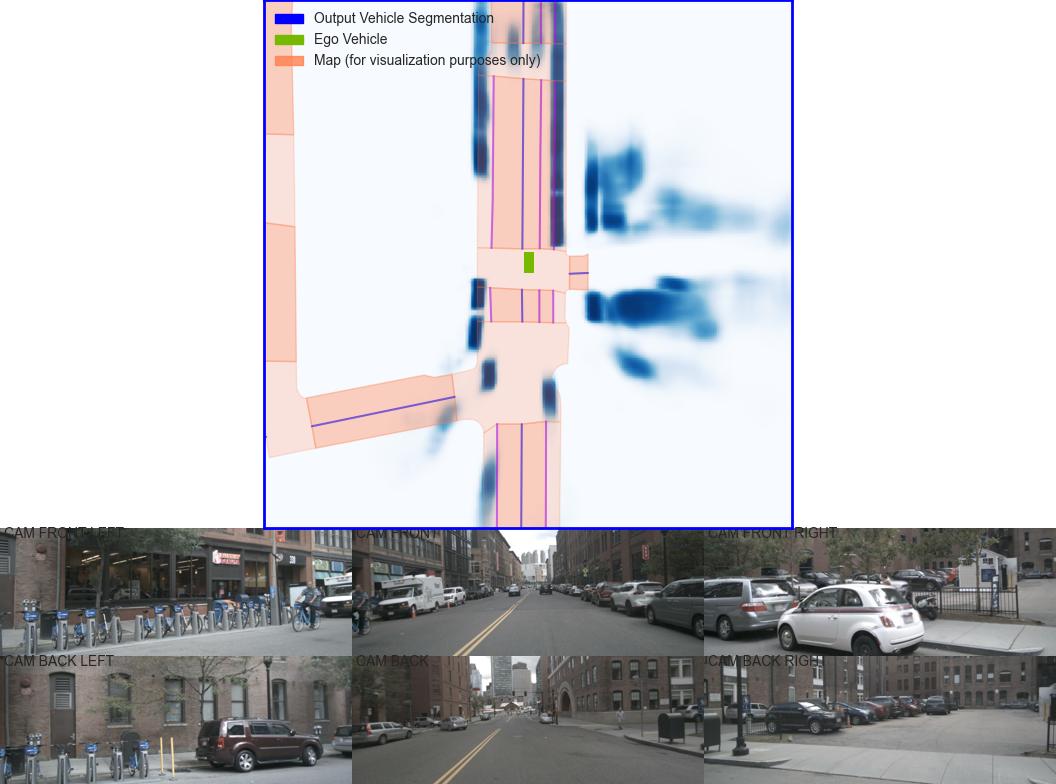 Output Vehicle Segmentation
Ego Vehicle
Map (for visualization purposes only)
CAM FRONT LEFT
CAM FRONT
CAM FRONT RIGHT
CAM BACK LEFT
CAM BACK
CAM BACK RIGHT